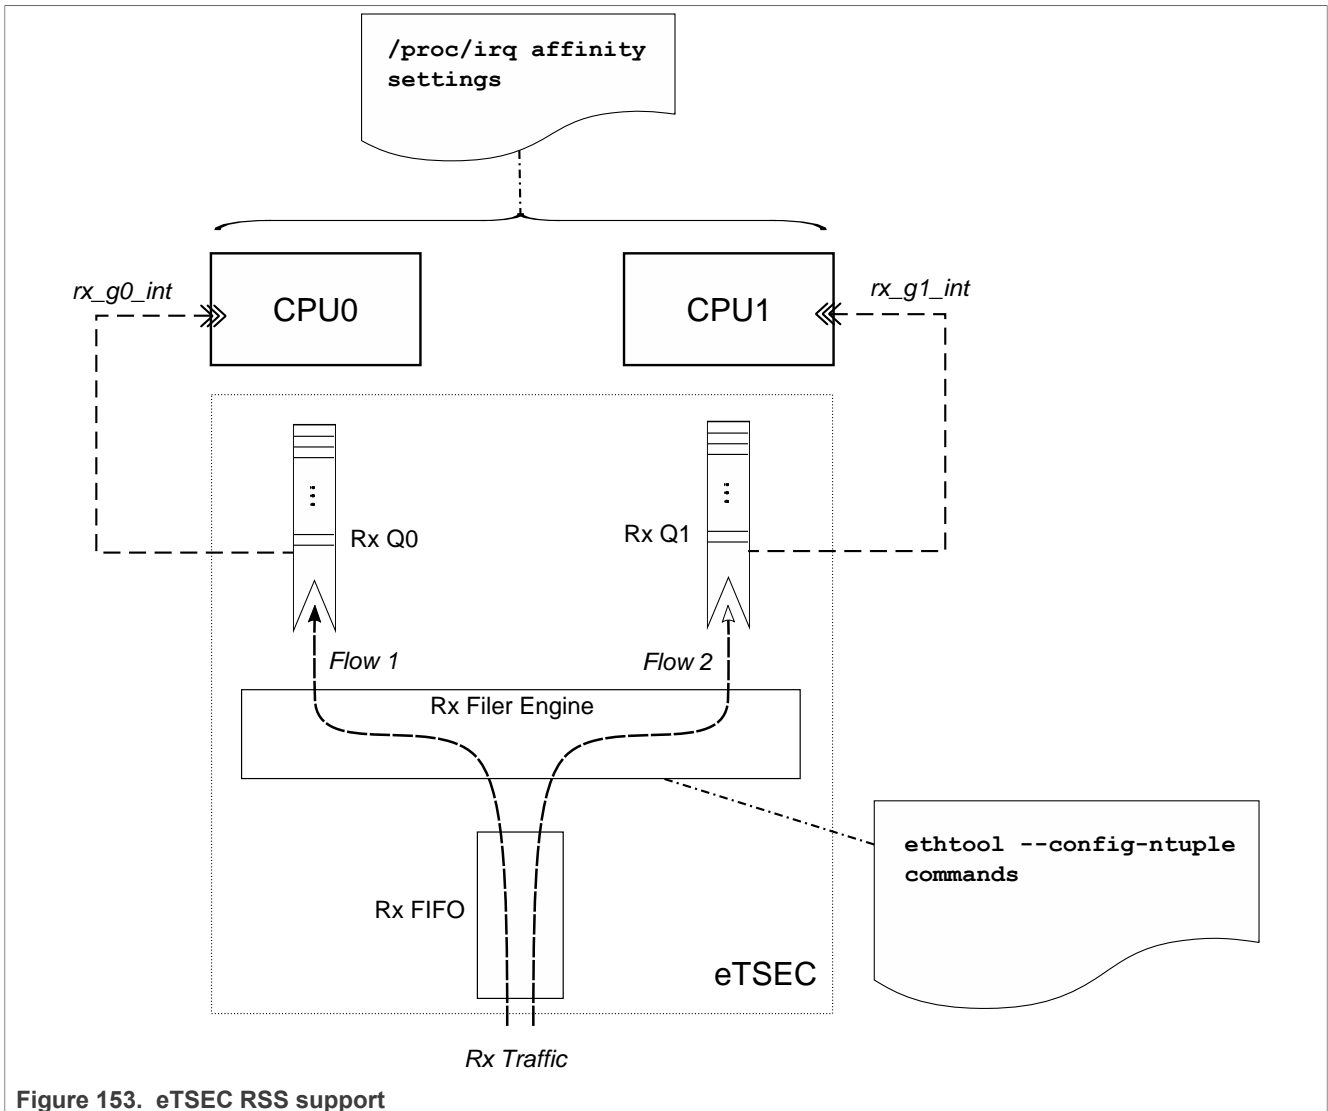 /proc/irq affinity
settings
rx_g0_int
CPU0
CPU1
rx_g1_int
Rx Q0
Rx Q1
Flow 1
Flow 2
Rx Filer Engine
ethtool --config-ntuple
commands
Rx FIFO
eTSEC
Rx Traffic
Figure 153. eTSEC RSS support